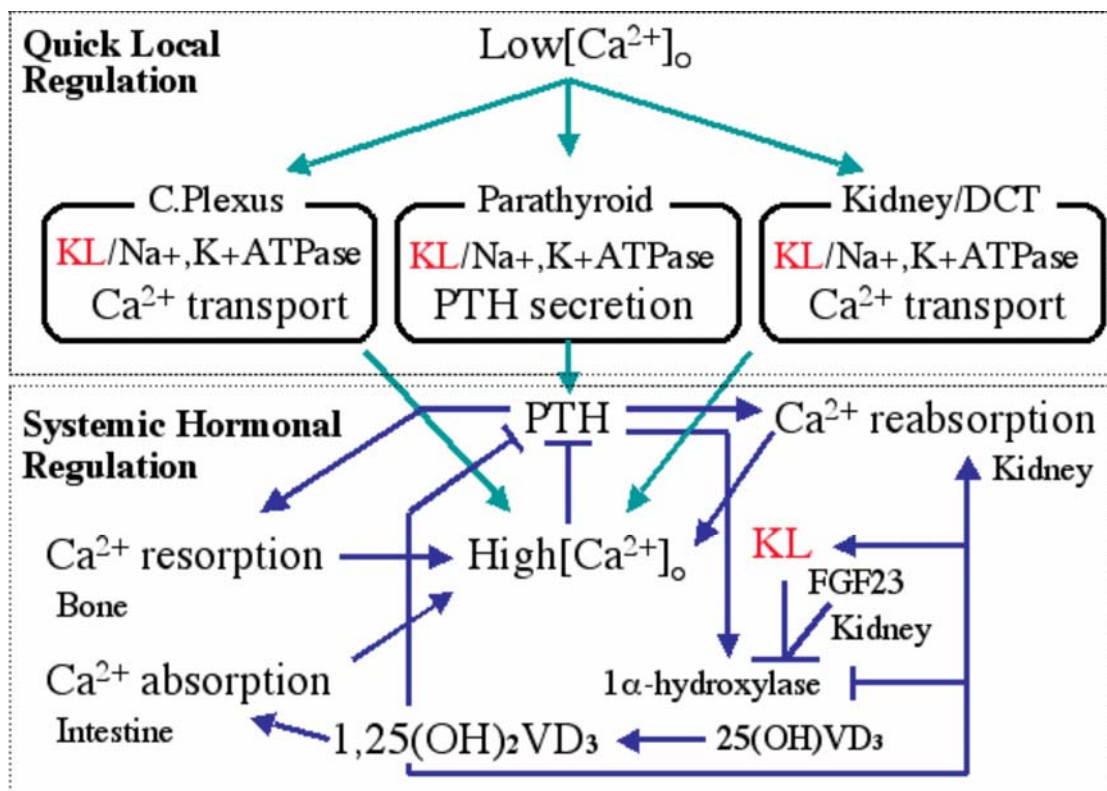 Quick Local
Regulation
Low[Ca²⁺]ₒ
C.Plexus
KL/Na+,K+ATPase
Ca²⁺ transport
Parathyroid
KL/Na+,K+ATPase
PTH secretion
Kidney/DCT
KL/Na+,K+ATPase
Ca²⁺ transport
Systemic Hormonal
Regulation
PTH
Ca²⁺ reabsorption
Kidney
Ca²⁺ resorption
Bone
High[Ca²⁺]ₒ
KL
FGF23
Kidney
Ca²⁺ absorption
Intestine
1α-hydroxylase
1,25(OH)₂VD₃
25(OH)VD₃